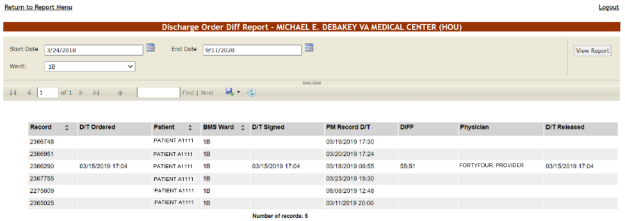 Return to Report Menu Logout
Discharge Order Diff Report - MICHAEL E. DEBAKEY VA MEDICAL CENTER (HOU)
Start Date 3/24/2018 End Date 9/11/2020 View Report
Ward: 1B
1 of 1 Find | Next
Record D/T Ordered Patient BMS Ward D/T Signed PM Record D/T DIFF Physician D/T Released
2366748 PATIENT A1111 1B 03/19/2019 17:30
2366951 PATIENT A1111 1B 03/20/2019 17:24
2366290 03/15/2019 17:04 PATIENT A1111 1B 03/15/2019 17:04 03/18/2019 00:55 55:51 FORTYFOUR, PROVIDER 03/15/2019 17:04
2367755 PATIENT A1111 1B 03/23/2019 15:30
2275609 PATIENT A1111 1B 08/08/2019 12:48
2365025 PATIENT A1111 1B 03/11/2019 20:00
Number of records: 6